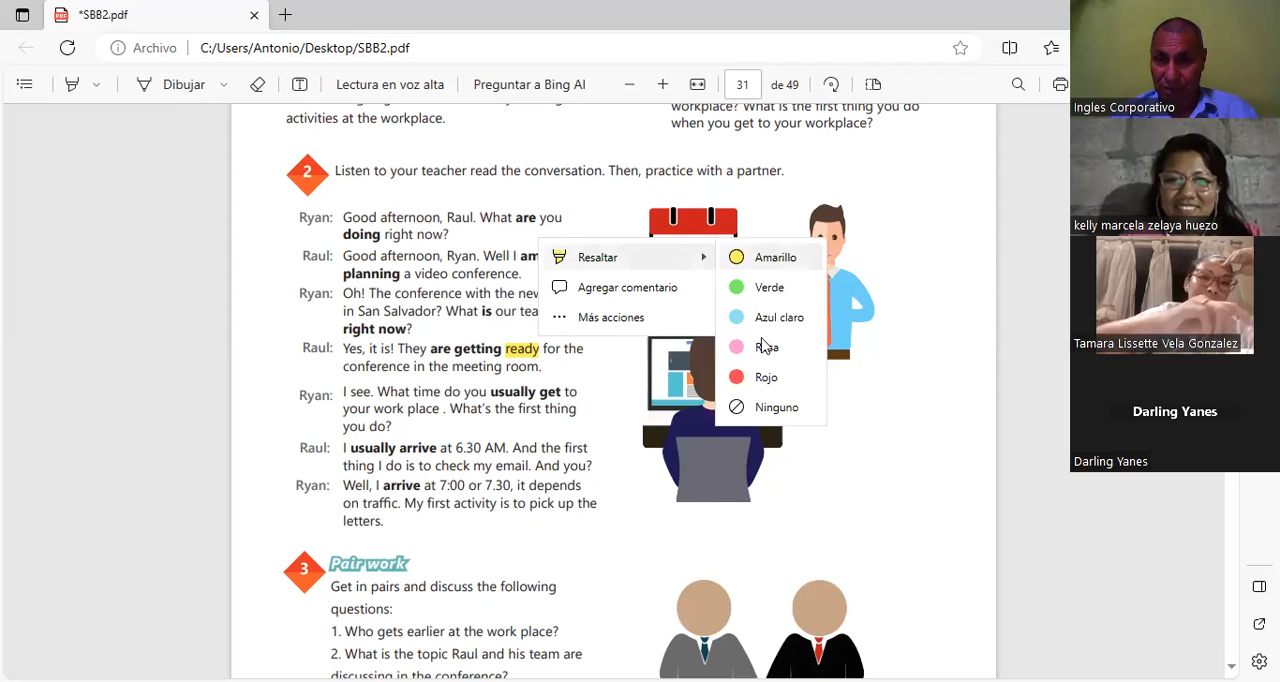 *SBB2.pdf
Archivo
C:/Users/Antonio/Desktop/SBB2.pdf
Dibujar
Lectura en voz alta
Preguntar a Bing AI
31
de 49
activities at the workplace.
workplace? What is the first thing you do
when you get to your workplace?
2 Listen to your teacher read the conversation. Then, practice with a partner.
Ryan: Good afternoon, Raul. What are you
doing right now?
Raul: Good afternoon, Ryan. Well I am
planning a video conference.
Ryan: Oh! The conference with the new
in San Salvador? What is our
right now?
Raul: Yes, it is! They are getting ready for the
conference in the meeting room.
Ryan: I see. What time do you usually get to
your work place . What's the first thing
you do?
Raul: I usually arrive at 6.30 AM. And the first
thing I do is to check my email. And you?
Ryan: Well, I arrive at 7:00 or 7.30, it depends
on traffic. My first activity is to pick up the
letters.
Resaltar
Agregar comentario
Más acciones
Amarillo
Verde
Azul claro
Rojo
Ninguno
3 Pair work
Get in pairs and discuss the following
questions:
1. Who gets earlier at the work place?
2. What is the topic Raul and his team are
discussing in the conference?
Ingles Corporativo
kelly marcela zelaya huezo
Tamara Lissette Vela Gonzalez
Darling Yanes
Darling Yanes